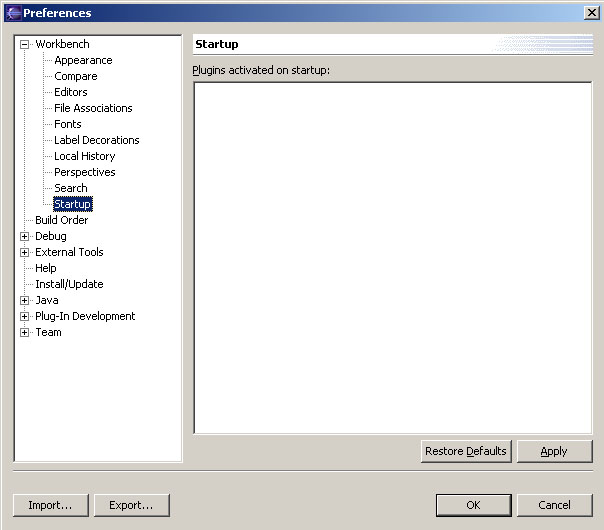 Preferences
Workbench
Appearance
Compare
Editors
File Associations
Fonts
Label Decorations
Local History
Perspectives
Search
Startup
Build Order
Debug
External Tools
Help
Install/Update
Java
Plug-In Development
Team
Startup
Plugins activated on startup:
Restore Defaults
Apply
Import...
Export...
OK
Cancel